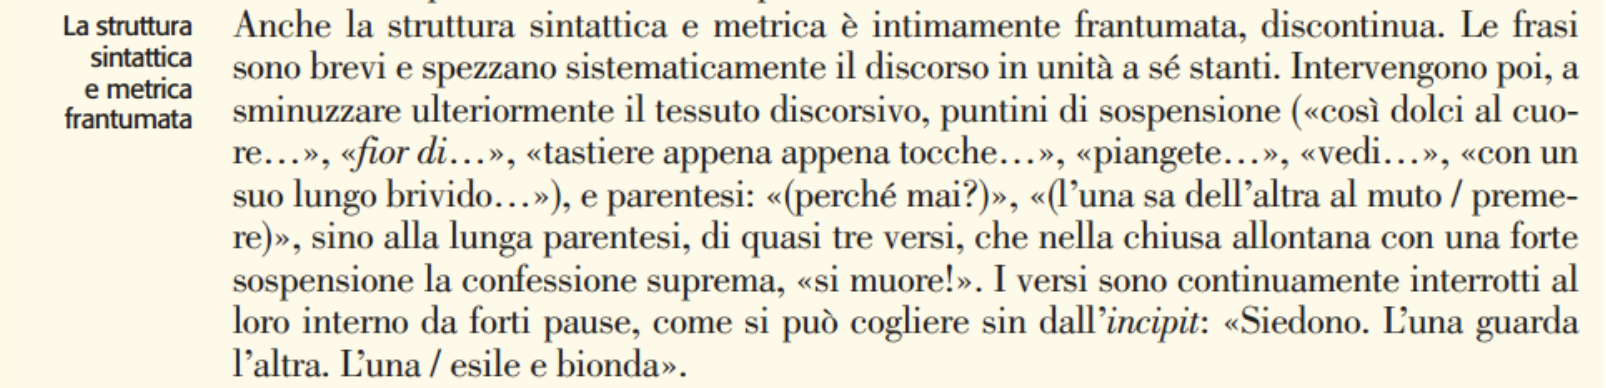 La struttura
sintattica
e metrica
frantumata
Anche la struttura sintattica e metrica è intimamente frantumata, discontinua. Le frasi
sono brevi e spezzano sistematicamente il discorso in unità a sé stanti. Intervengono poi, a
sminuzzare ulteriormente il tessuto discorsivo, puntini di sospensione («così dolci al cuo-
re…», «fior di…», «tastiere appena appena tocche…», «piangete…», «vedi…», «con un
suo lungo brivido…»), e parentesi: «(perché mai?)», «(l’una sa dell’altra al muto / preme-
re)», sino alla lunga parentesi, di quasi tre versi, che nella chiusa allontana con una forte
sospensione la confessione suprema, «si muore!». I versi sono continuamente interrotti al
loro interno da forti pause, come si può cogliere sin dall’incipit: «Siedono. L’una guarda
l’altra. L’una / esile e bionda».